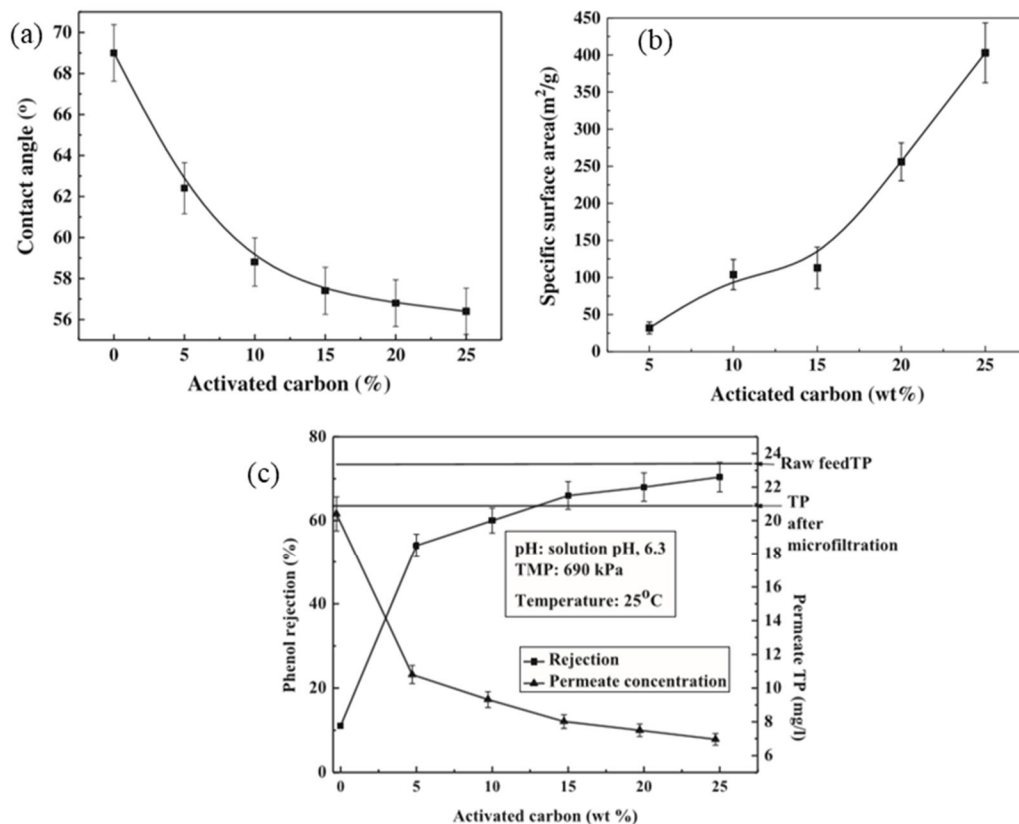 (a)
70
68
66
64
62
60
58
56
Contact angle (º)
0 5 10 15 20 25
Activated carbon (%)
(b)
450
400
350
300
250
200
150
100
50
0
Specific surface area(m²/g)
5 10 15 20 25
Acticated carbon (wt%)
(c)
80
60
40
20
0
Phenol rejection (%)
24
22
20
18
16
14
12
10
8
6
Permeate TP (mg/l)
Raw feedTP
TP
after
microfiltration
pH: solution pH, 6.3
TMP: 690 kPa
Temperature: 25⁰C
Rejection
Permeate concentration
0 5 10 15 20 25
Activated carbon (wt %)